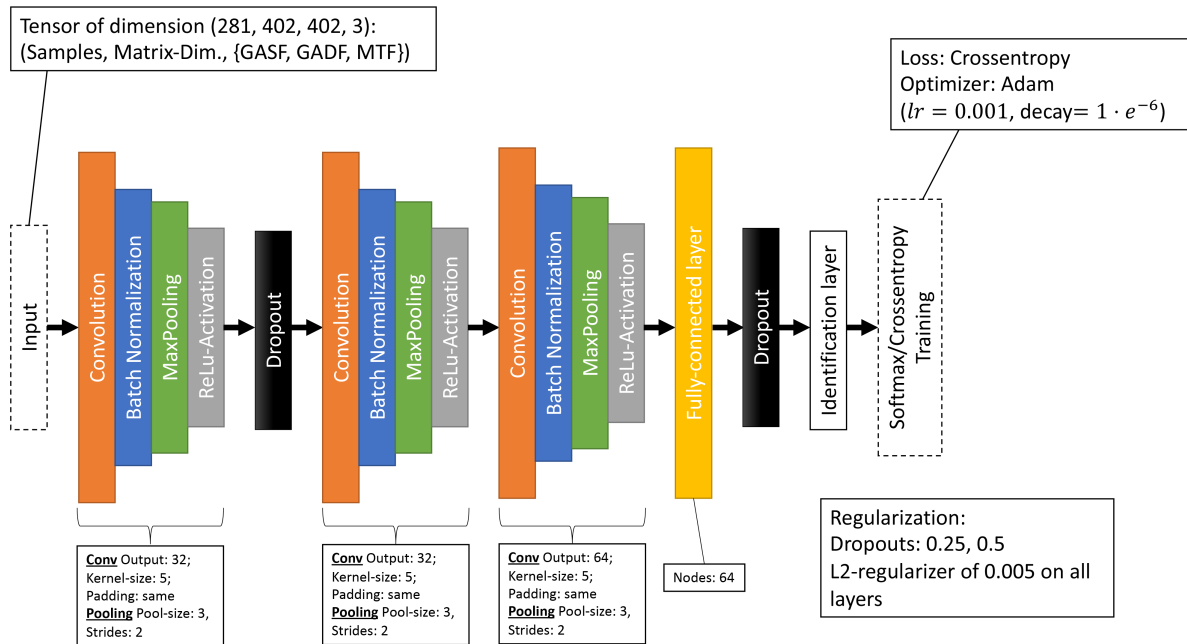 Tensor of dimension (281, 402, 402, 3):
(Samples, Matrix-Dim., {GASF, GADF, MTF})
Loss: Crossentropy
Optimizer: Adam
(lr = 0.001, decay= 1 · e⁻⁶)
Input
Convolution
Batch Normalization
MaxPooling
ReLu-Activation
Dropout
Convolution
Batch Normalization
MaxPooling
ReLu-Activation
Convolution
Batch Normalization
MaxPooling
ReLu-Activation
Fully-connected layer
Dropout
Identification layer
Softmax/Crossentropy
Training
Conv Output: 32;
Kernel-size: 5;
Padding: same
Pooling Pool-size: 3,
Strides: 2
Conv Output: 32;
Kernel-size: 5;
Padding: same
Pooling Pool-size: 3,
Strides: 2
Conv Output: 64;
Kernel-size: 5;
Padding: same
Pooling Pool-size: 3,
Strides: 2
Nodes: 64
Regularization:
Dropouts: 0.25, 0.5
L2-regularizer of 0.005 on all
layers